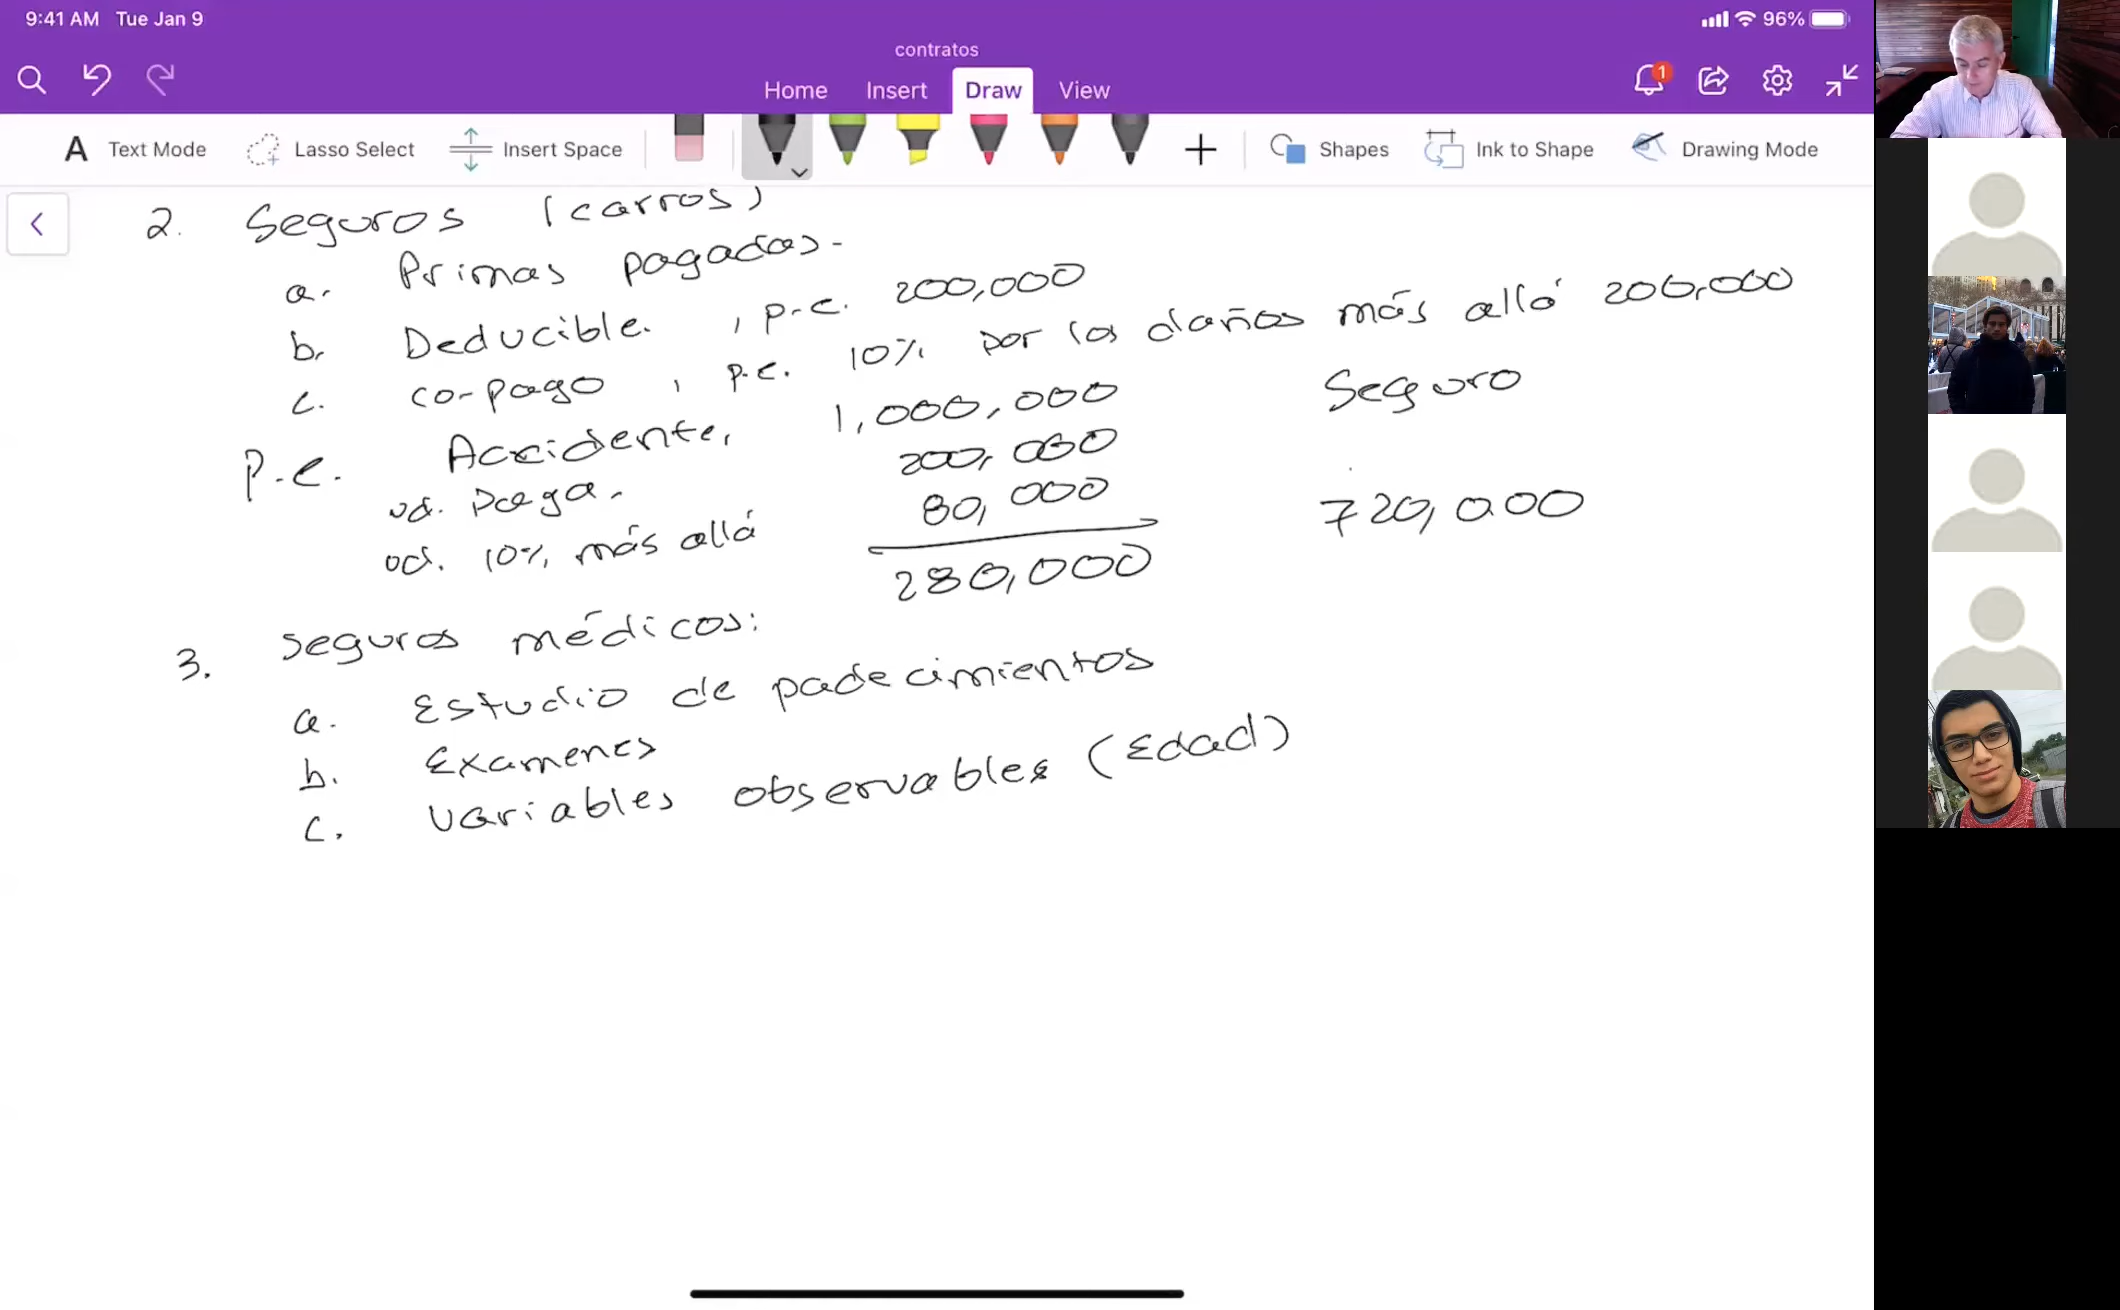 9:41 AM Tue Jan 9
96%
contratos
1
Home Insert Draw View
A Text Mode Lasso Select Insert Space Shapes Ink to Shape Drawing Mode
2. Seguros (carros)
a. Primas pagadas.
b. Deducible. , p.e. 200,000
c. co-pago , p.e. 10% por los daños más allá 200,000
P.e. Accidente, 1,000,000 Seguro
ud. paga. 200,000
ud. 10% más allá 80,000 720,000
280,000
3. seguros médicos:
a. Estudio de padecimientos
b. Examenes
c. variables observables (Edad)